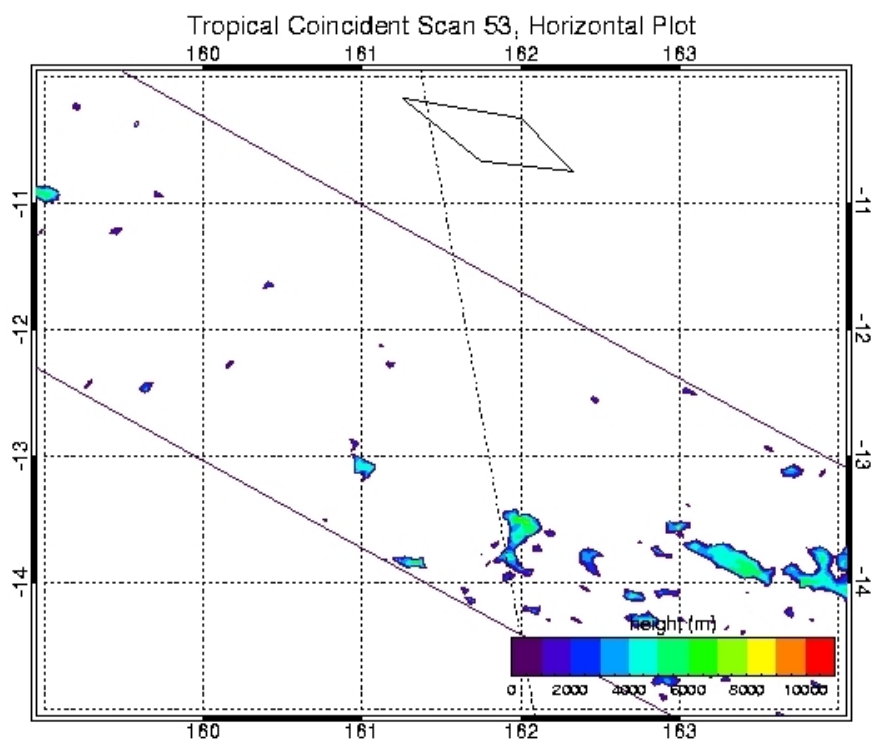 Tropical Coincident Scan 53, Horizontal Plot
160 161 162 163
-11 -11
-12 -12
-13 -13
-14 -14
height (m)
0 2000 4000 6000 8000 10000
160 161 162 163